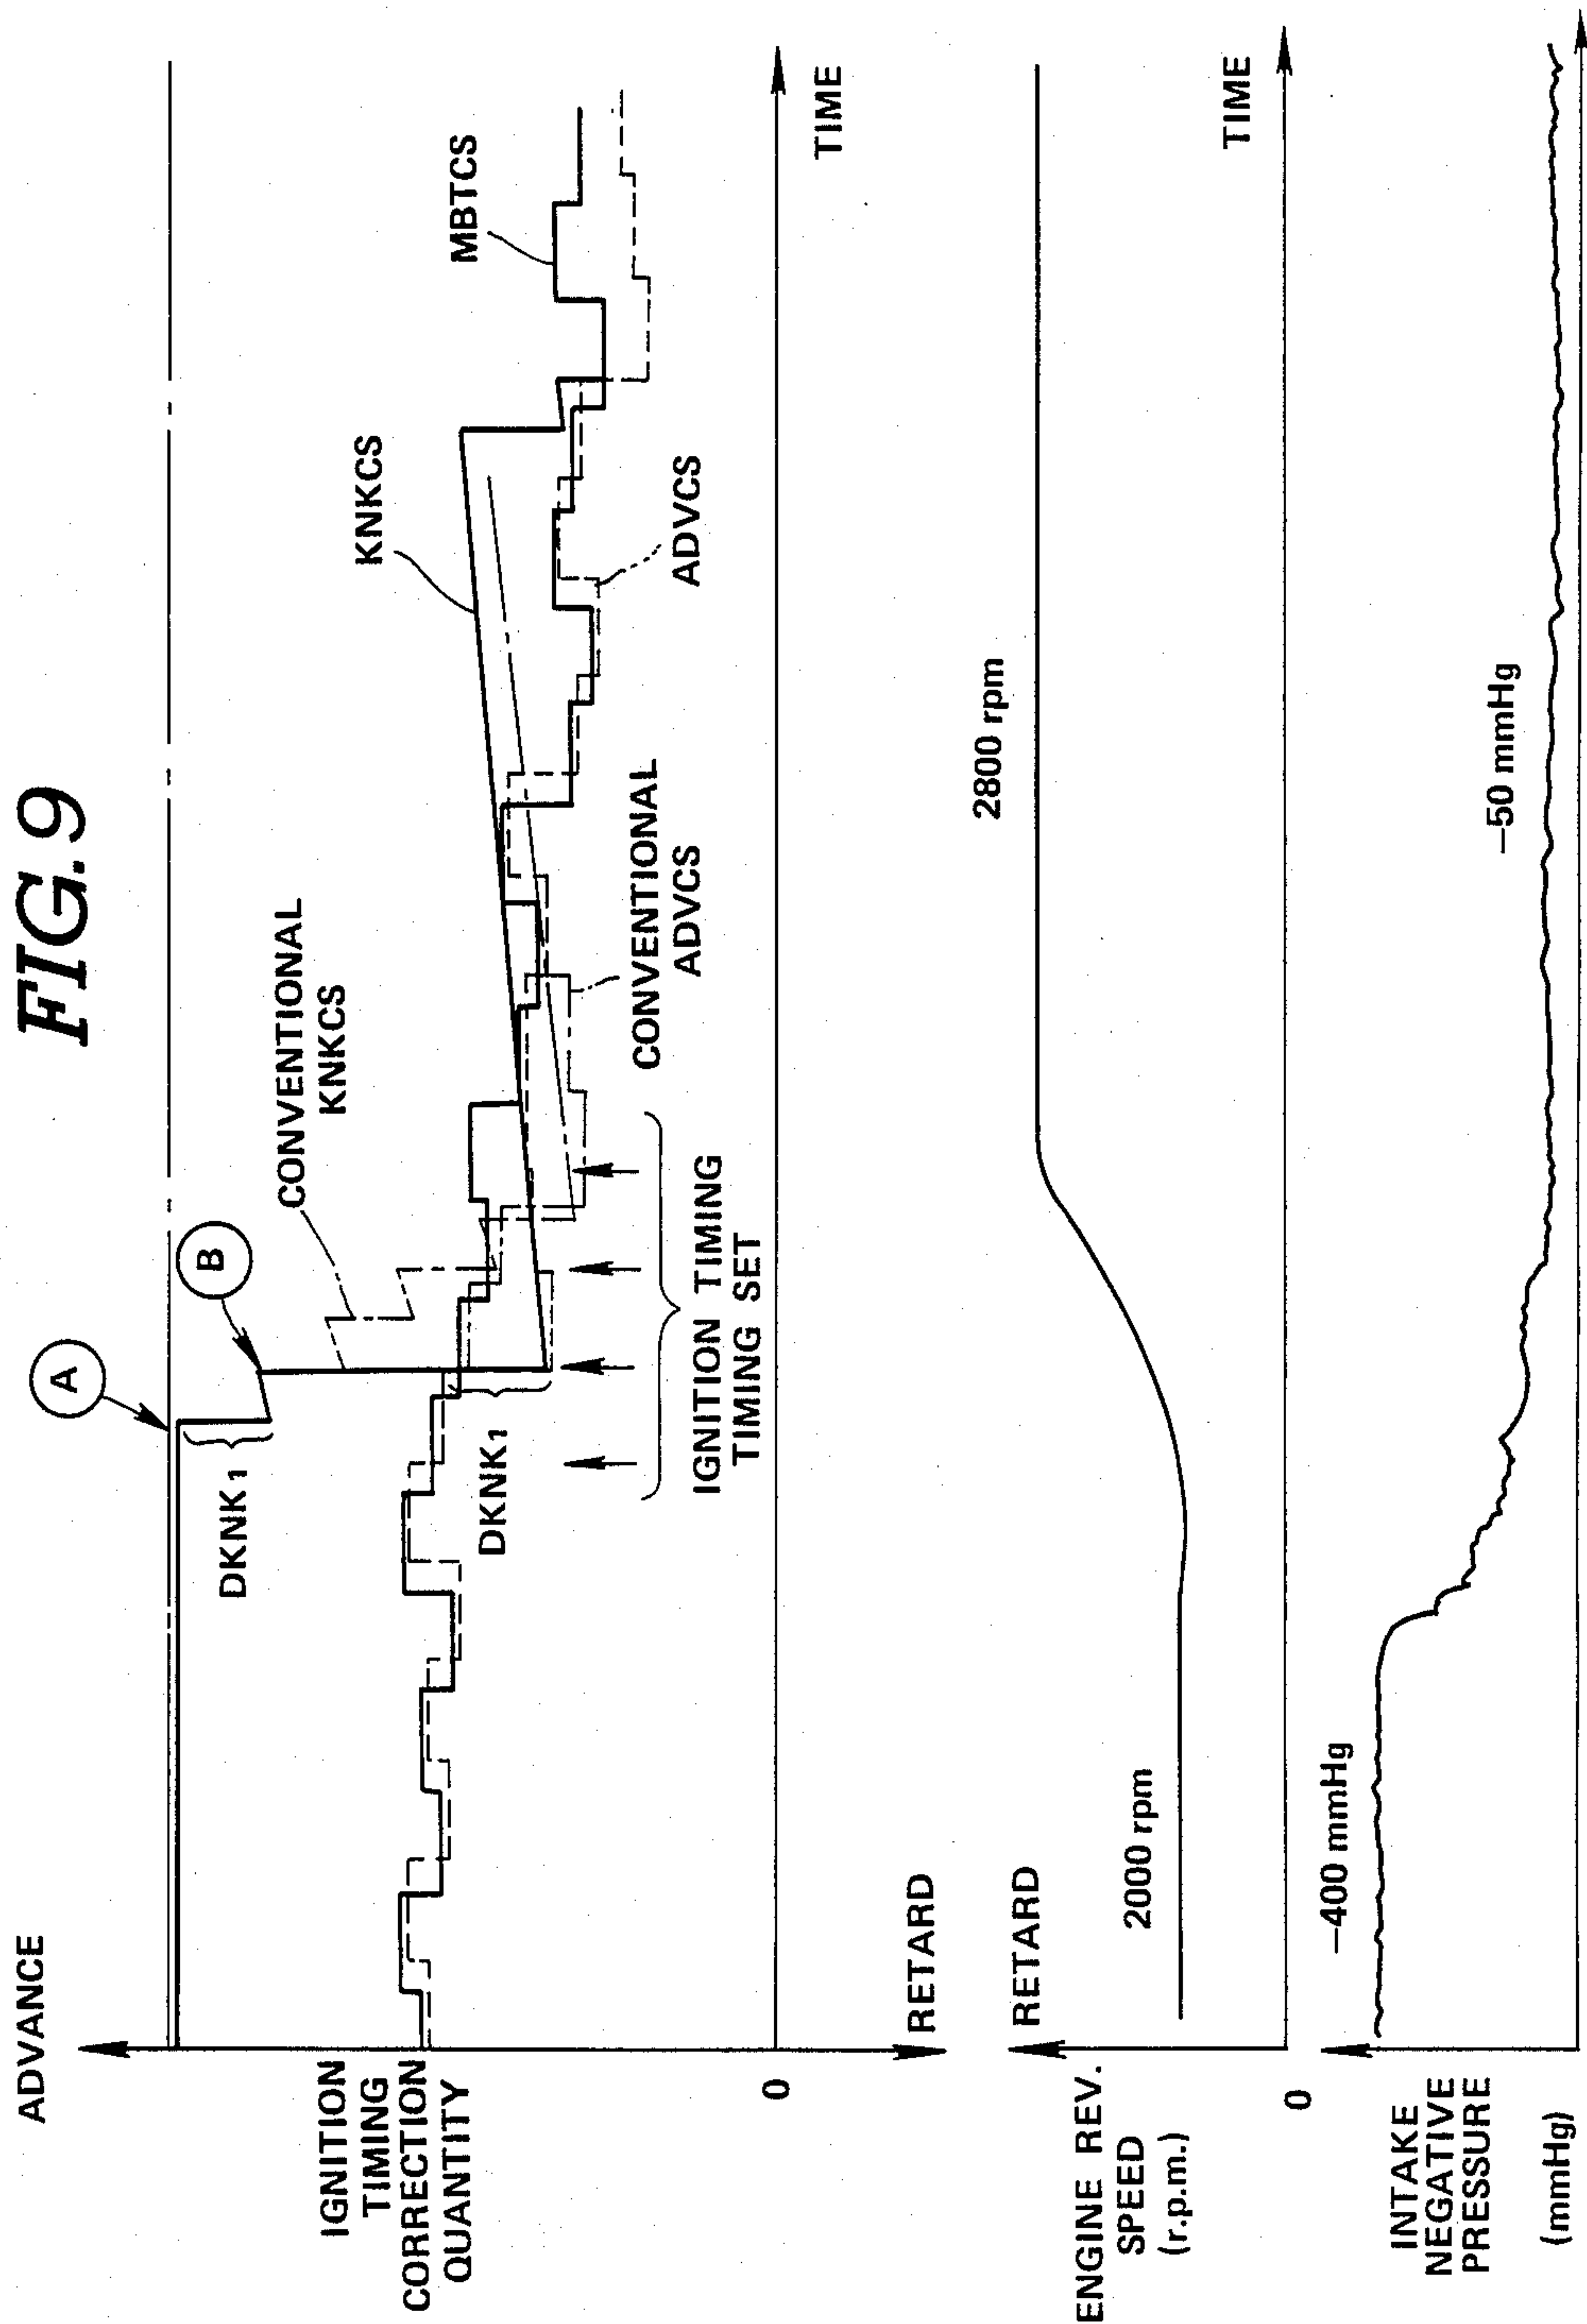 FIG.9
ADVANCE
IGNITION
TIMING
CORRECTION
QUANTITY
0
RETARD
A
B
DKNK1
DKNK1
CONVENTIONAL
KNKCS
KNKCS
MBTCS
ADVCS
CONVENTIONAL
ADVCS
IGNITION TIMING
TIMING SET
TIME
RETARD
ENGINE REV.
SPEED
(r.p.m.)
2000 rpm
2800 rpm
0
TIME
INTAKE
NEGATIVE
PRESSURE
(mmHg)
−400 mmHg
−50 mmHg